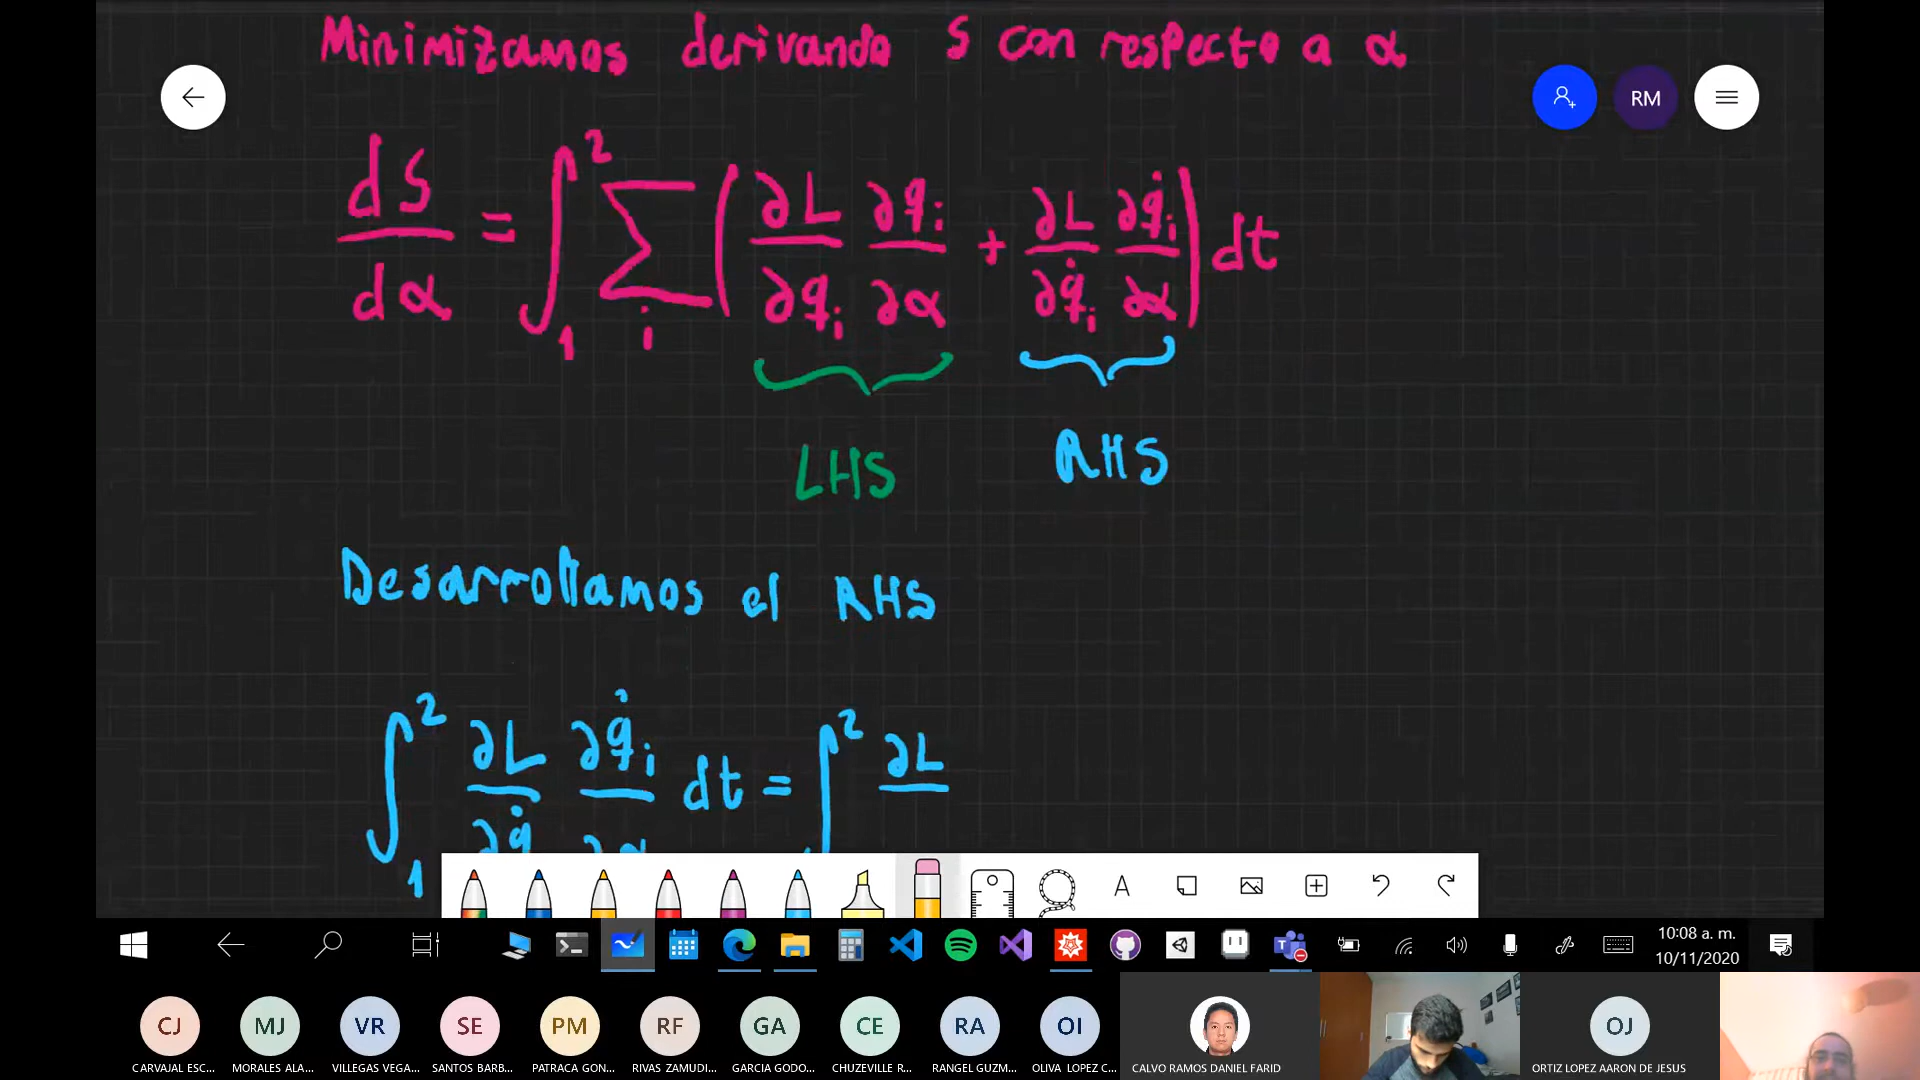 Minimizamos derivando S con respecto a α
RM
dS/dα = ∫₁² Σᵢ (∂L/∂qᵢ ∂qᵢ/∂α + ∂L/∂q̇ᵢ ∂q̇ᵢ/∂α) dt
LHS RHS
Desarrollamos el RHS
∫₁² ∂L/∂q̇ ∂q̇ᵢ/∂α dt = ∫² ∂L
A
10:08 a. m.
10/11/2020
CJ MJ VR SE PM RF GA CE RA OI OJ
CARVAJAL ESC... MORALES ALA... VILLEGAS VEGA... SANTOS BARB... PATRACA GON... RIVAS ZAMUDI... GARCIA GODO... CHUZEVILLE R... RANGEL GUZM... OLIVA LOPEZ C... CALVO RAMOS DANIEL FARID ORTIZ LOPEZ AARON DE JESUS